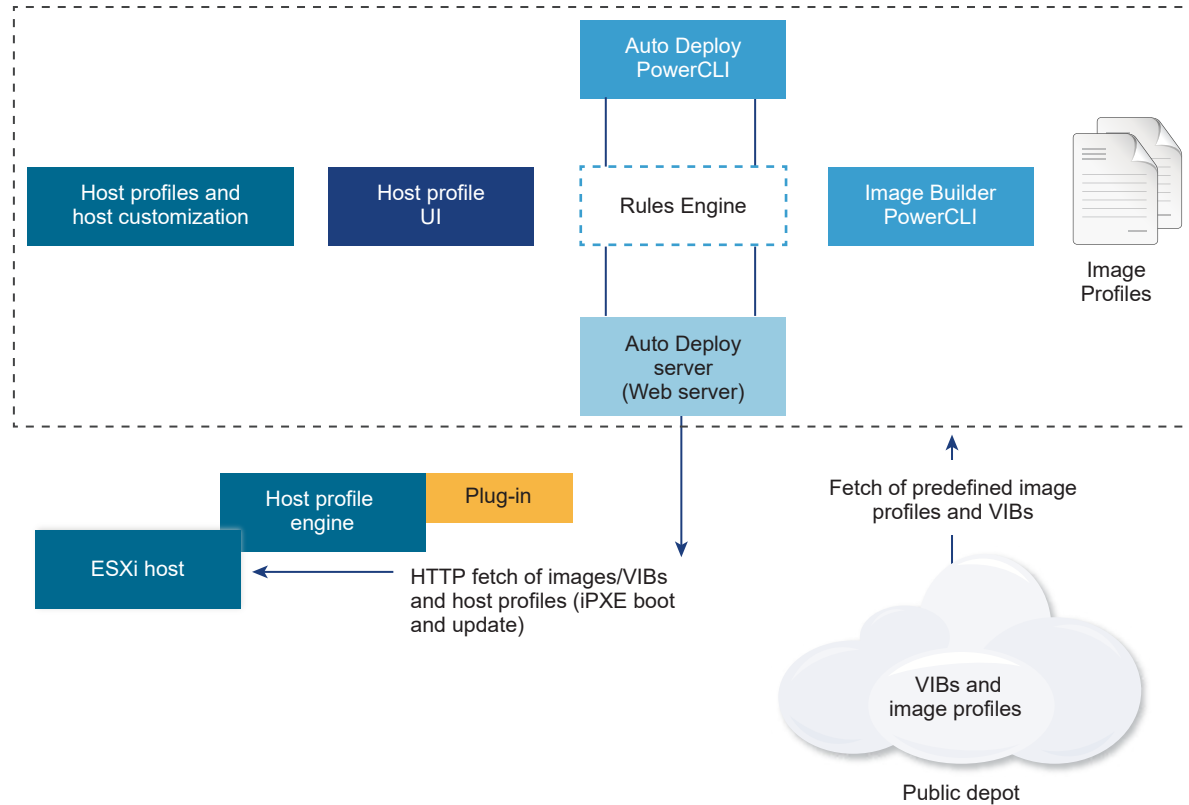 Auto Deploy
PowerCLI
Host profiles and
host customization
Host profile
UI
Rules Engine
Image Builder
PowerCLI
Image
Profiles
Auto Deploy
server
(Web server)
Host profile
engine
Plug-in
ESXi host
HTTP fetch of images/VIBs
and host profiles (iPXE boot
and update)
Fetch of predefined image
profiles and VIBs
VIBs and
image profiles
Public depot